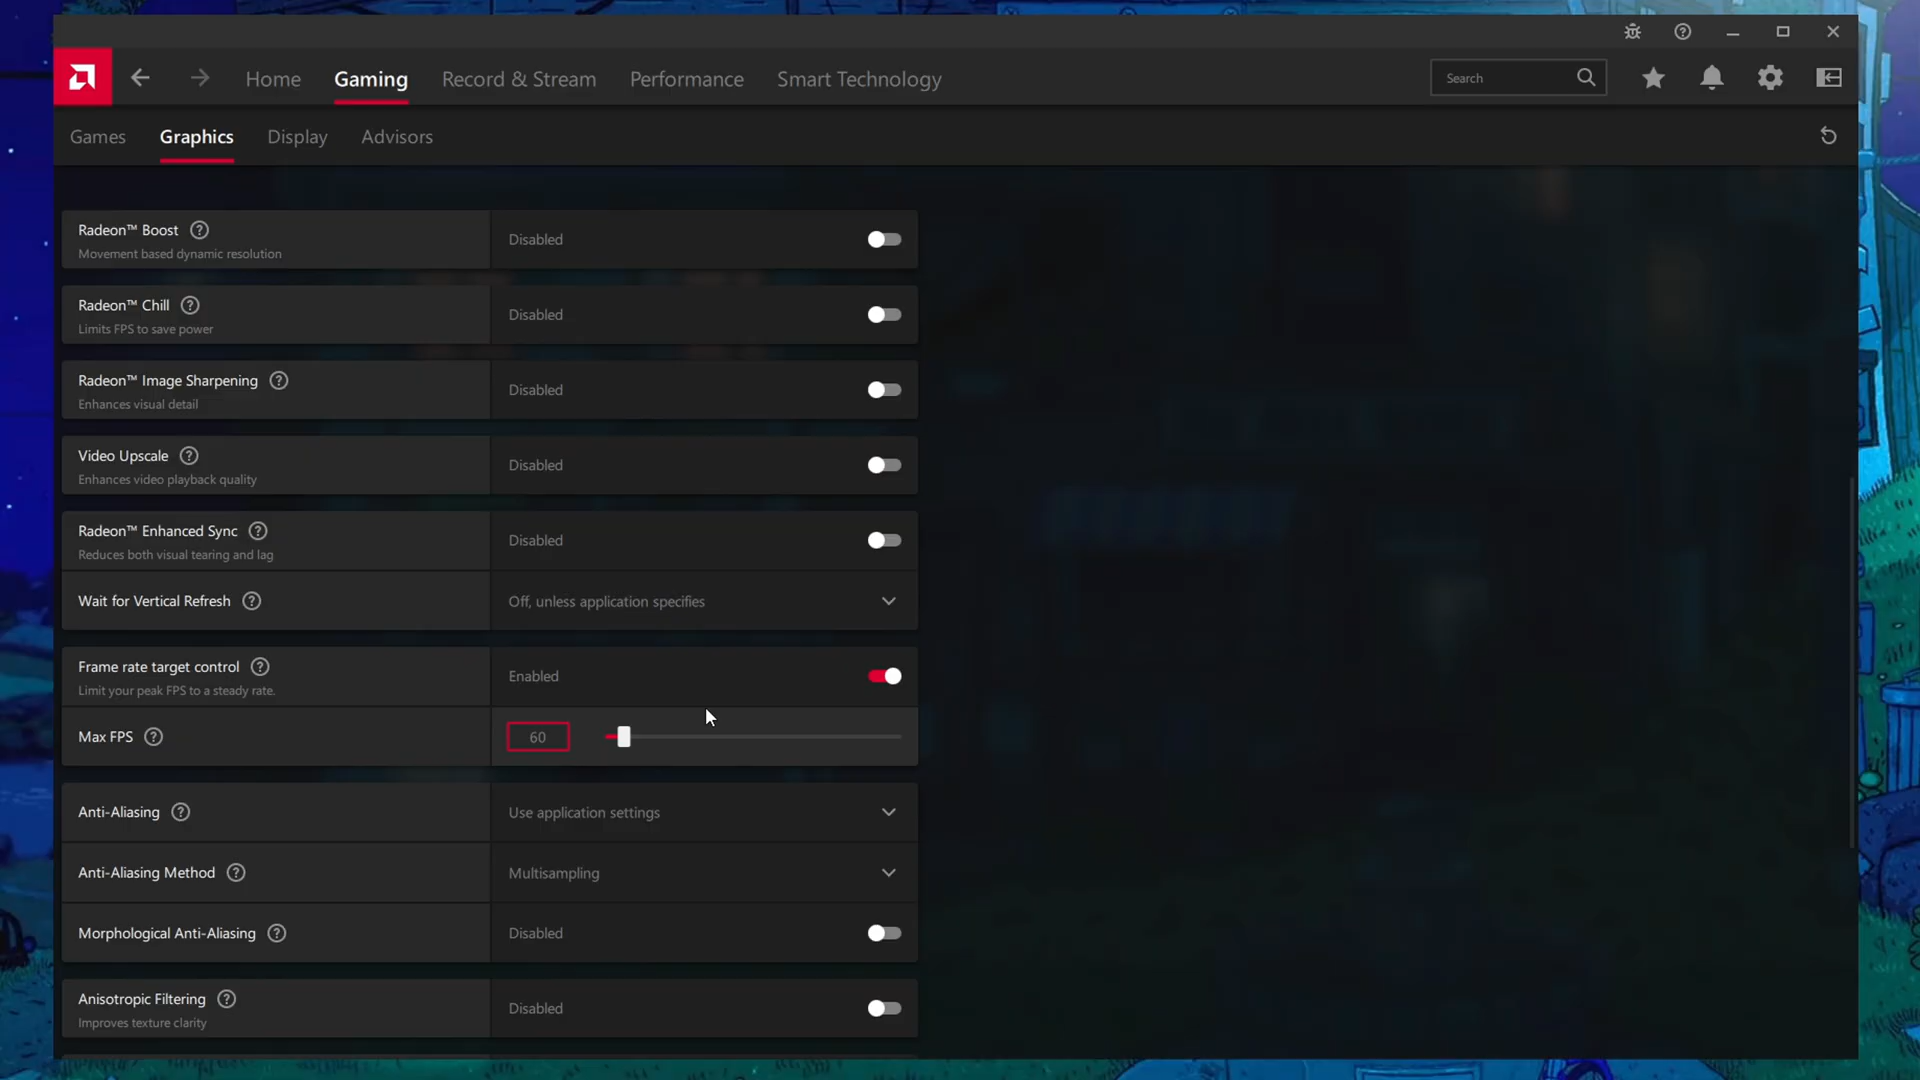 Home Gaming Record & Stream Performance Smart Technology Search
Games Graphics Display Advisors
Radeon™ Boost Disabled
Movement based dynamic resolution
Radeon™ Chill Disabled
Limits FPS to save power
Radeon™ Image Sharpening Disabled
Enhances visual detail
Video Upscale Disabled
Enhances video playback quality
Radeon™ Enhanced Sync Disabled
Reduces both visual tearing and lag
Wait for Vertical Refresh Off, unless application specifies
Frame rate target control Enabled
Limit your peak FPS to a steady rate.
Max FPS 60
Anti-Aliasing Use application settings
Anti-Aliasing Method Multisampling
Morphological Anti-Aliasing Disabled
Anisotropic Filtering Disabled
Improves texture clarity